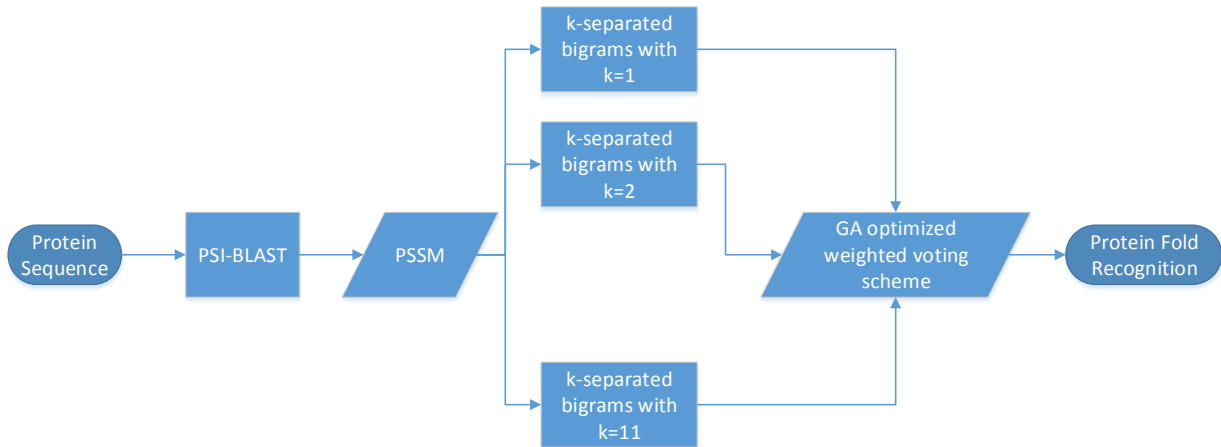 Protein
Sequence
PSI-BLAST
PSSM
k-separated
bigrams with
k=1
k-separated
bigrams with
k=2
k-separated
bigrams with
k=11
GA optimized
weighted voting
scheme
Protein Fold
Recognition